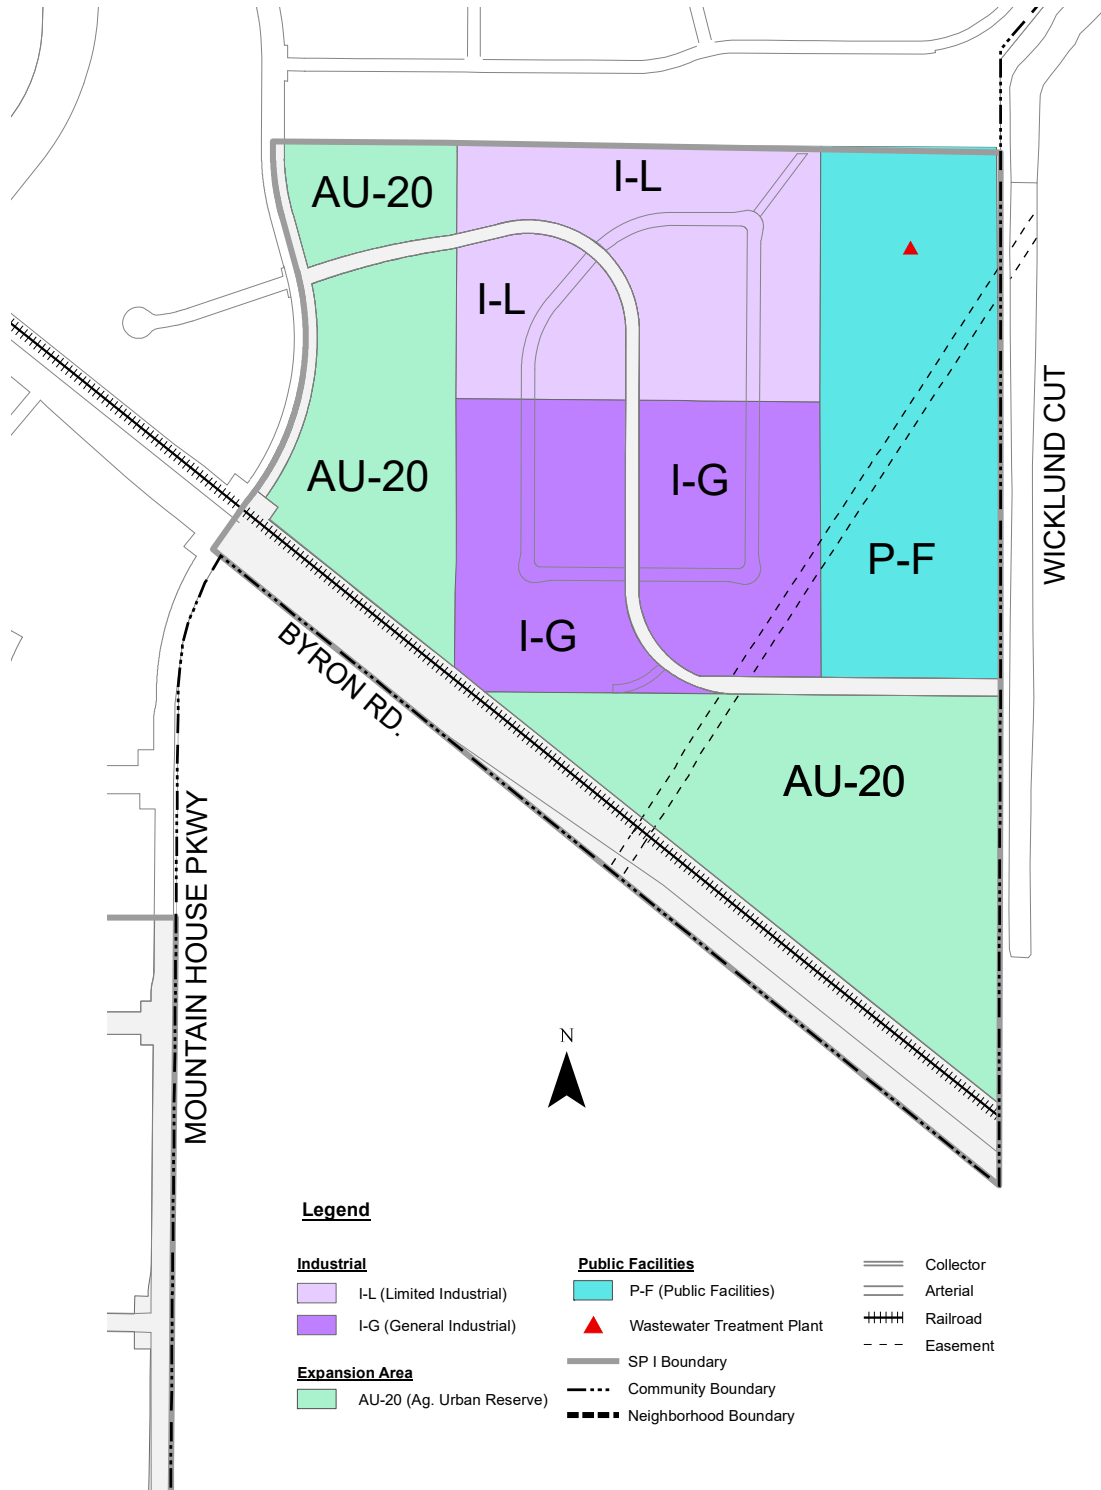 AU-20
I-L
I-L
AU-20
I-G
P-F
I-G
AU-20
WICKLUND CUT
BYRON RD.
MOUNTAIN HOUSE PKWY
N
Legend
Industrial
I-L (Limited Industrial)
I-G (General Industrial)
Expansion Area
AU-20 (Ag. Urban Reserve)
Public Facilities
P-F (Public Facilities)
Wastewater Treatment Plant
SP I Boundary
Community Boundary
Neighborhood Boundary
Collector
Arterial
Railroad
Easement